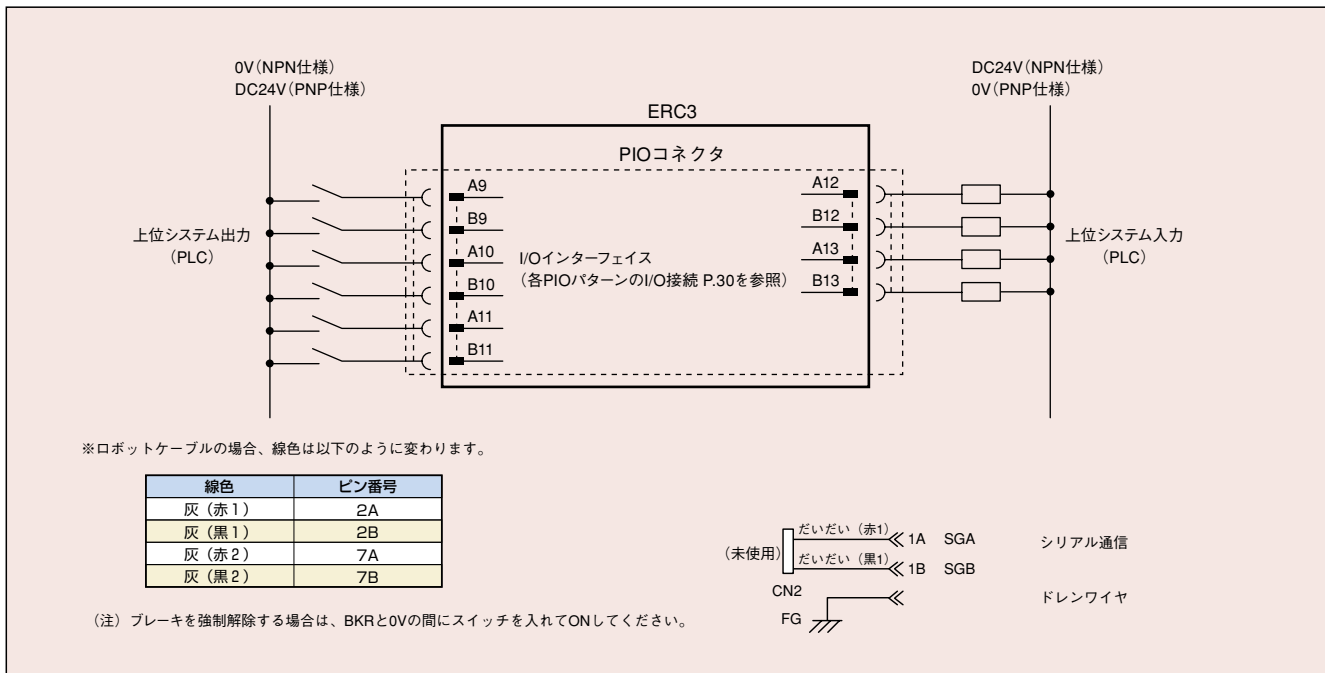 0V（NPN仕様）
DC24V（PNP仕様）
DC24V（NPN仕様）
0V（PNP仕様）
ERC3
PIOコネクタ
上位システム出力
（PLC）
A9
B9
A10
B10
A11
B11
I/Oインターフェイス
（各PIOパターンのI/O接続 P.30を参照）
A12
B12
A13
B13
上位システム入力
（PLC）
※ロボットケーブルの場合、線色は以下のように変わります。
線色 ピン番号
灰（赤1） 2A
灰（黒1） 2B
灰（赤2） 7A
灰（黒2） 7B
（注）ブレーキを強制解除する場合は、BKRと0Vの間にスイッチを入れてONしてください。
（未使用）
だいだい（赤1） 1A SGA
だいだい（黒1） 1B SGB
シリアル通信
CN2
FG
ドレンワイヤ